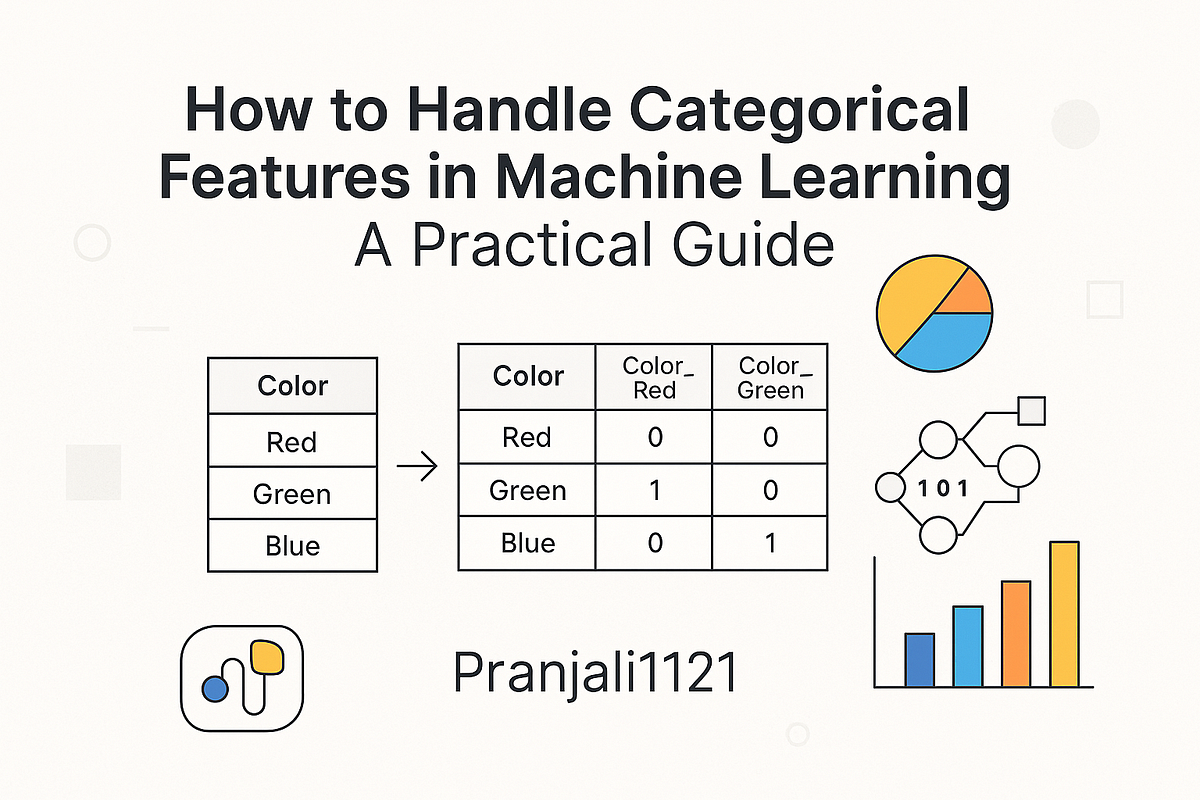 How to Handle Categorical
Features in Machine Learning
A Practical Guide
Color
Red
Green
Blue
Color Color_ Color_
Red Green
Red 0 0
Green 1 0
Blue 0 1
1 0 1
Pranjali1121